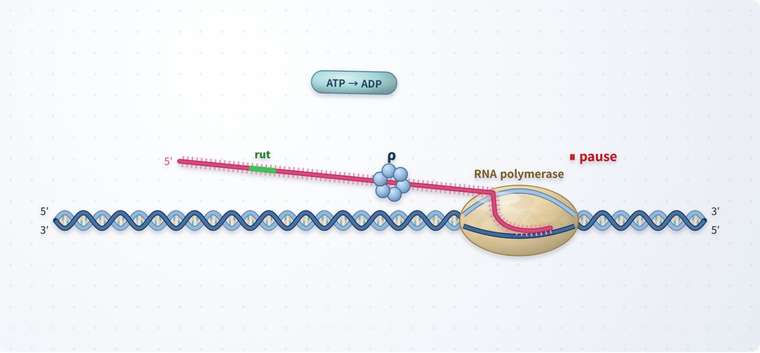 ATP → ADP
5′
rut
ρ
pause
RNA polymerase
5′
3′
3′
5′